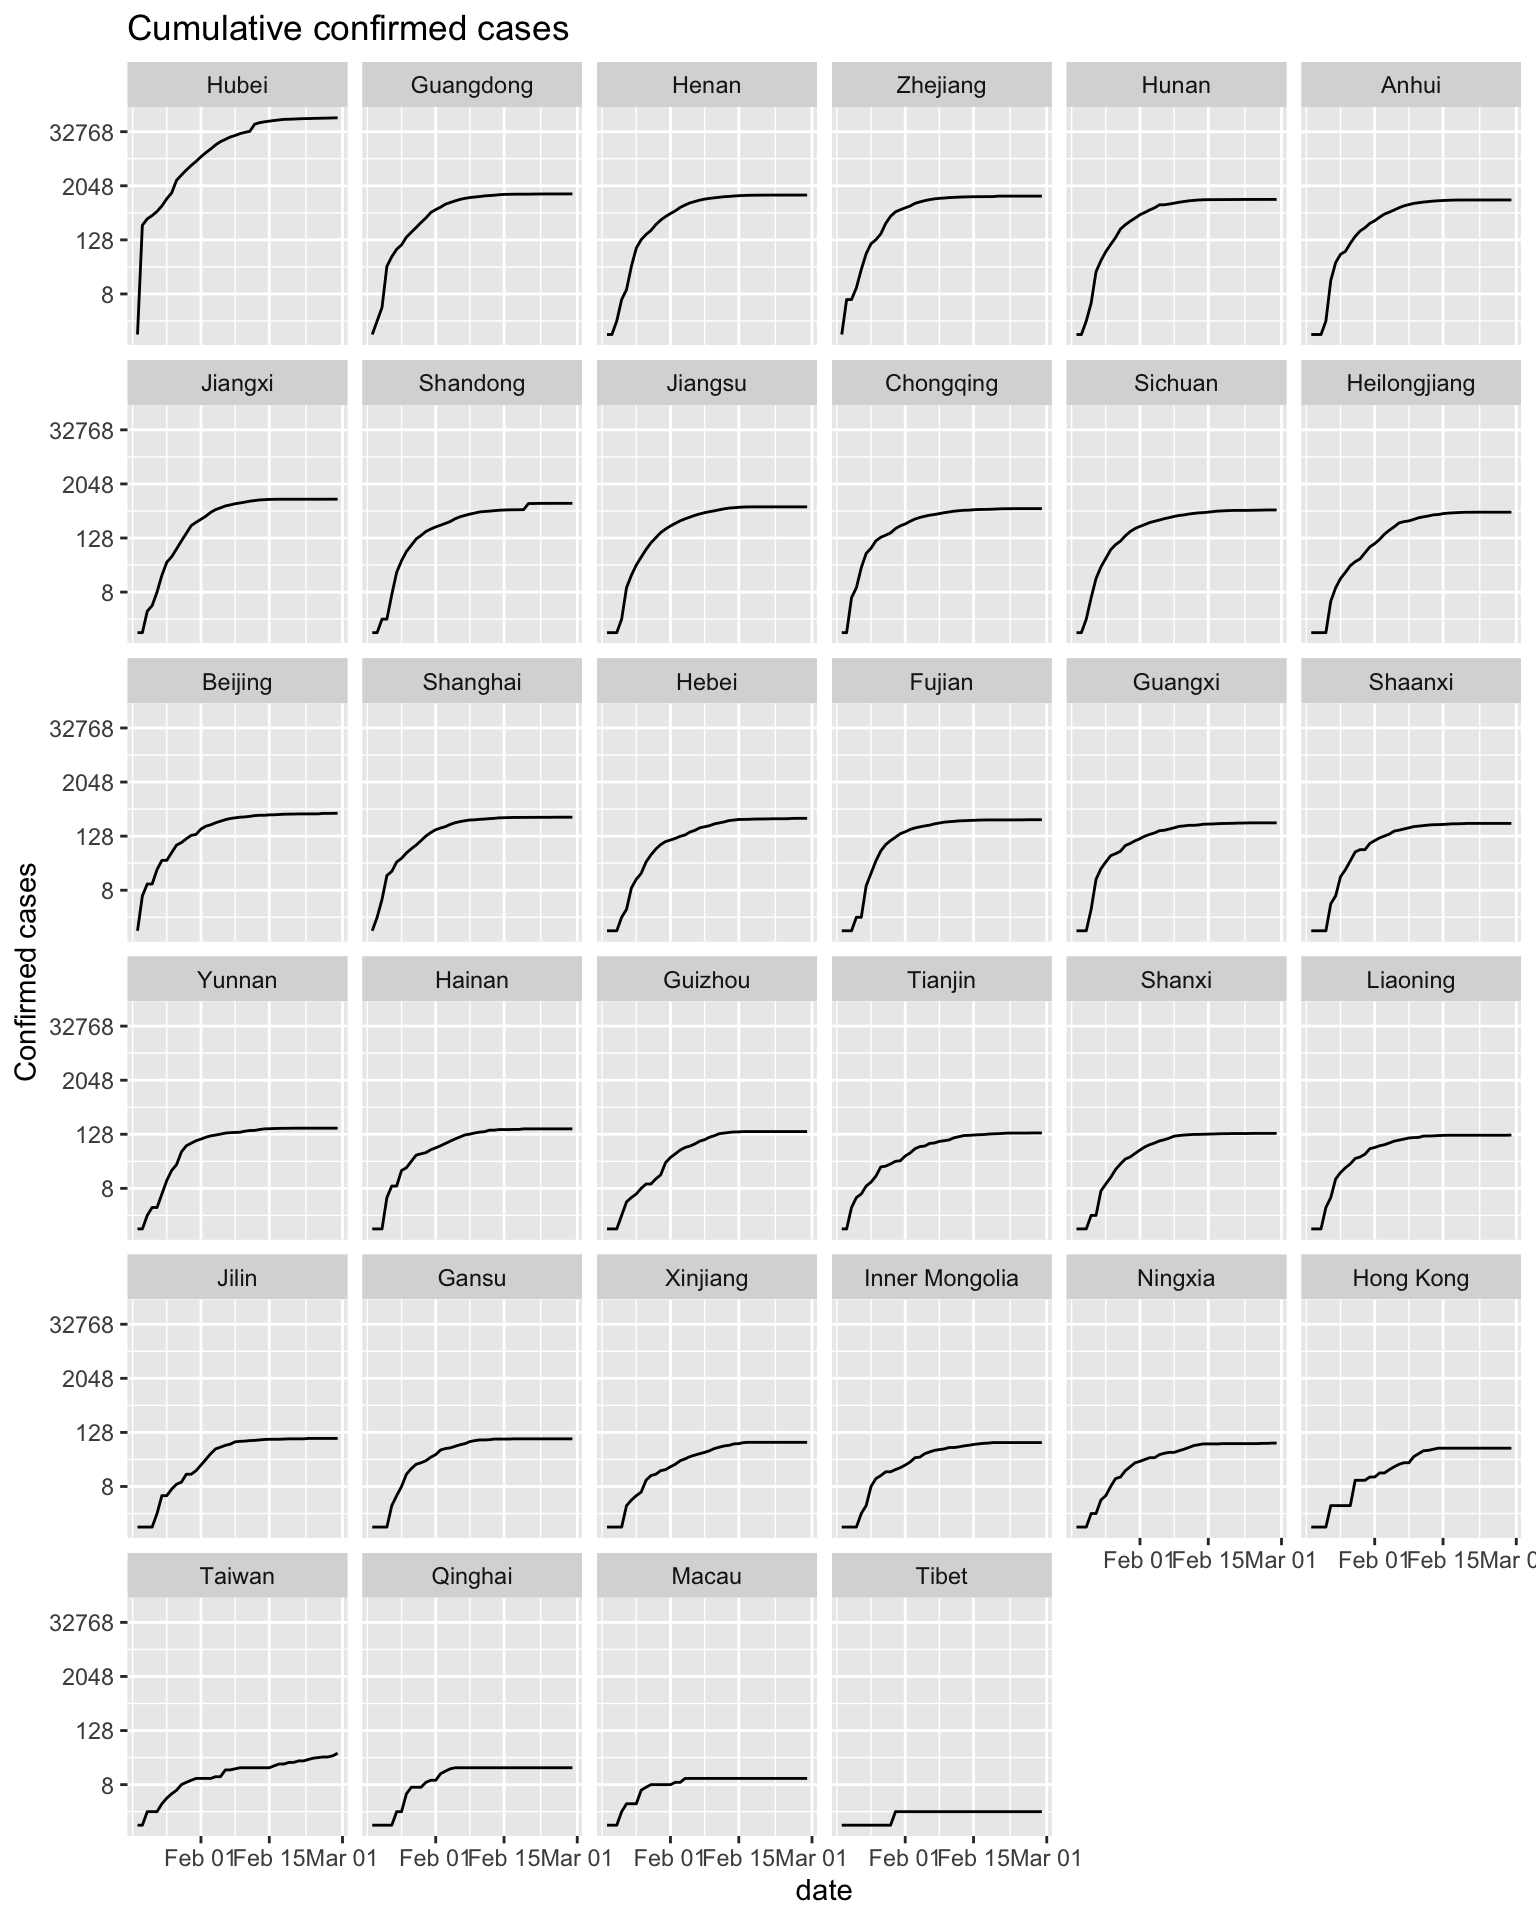 Cumulative confirmed cases
Hubei Guangdong Henan Zhejiang Hunan Anhui
32768
2048
128
8
Jiangxi Shandong Jiangsu Chongqing Sichuan Heilongjiang
32768
2048
128
8
Beijing Shanghai Hebei Fujian Guangxi Shaanxi
32768
2048
128
8
Confirmed cases
Yunnan Hainan Guizhou Tianjin Shanxi Liaoning
32768
2048
128
8
Jilin Gansu Xinjiang Inner Mongolia Ningxia Hong Kong
32768
2048
128
8
Feb 01 Feb 15 Mar 01 Feb 01 Feb 15 Mar 0
Taiwan Qinghai Macau Tibet
32768
2048
128
8
Feb 01 Feb 15 Mar 01 Feb 01 Feb 15 Mar 01 Feb 01 Feb 15 Mar 01 Feb 01 Feb 15 Mar 01
date